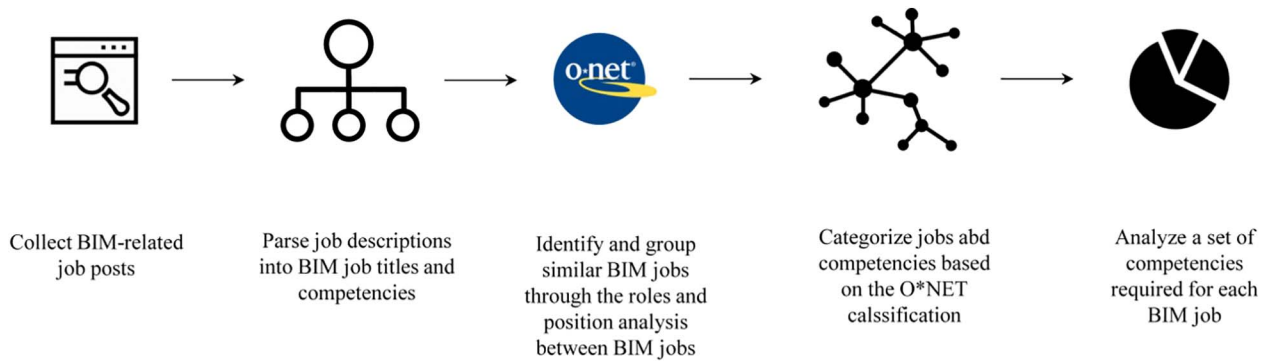 o·net®
Collect BIM-related
job posts
Parse job descriptions
into BIM job titles and
competencies
Identify and group
similar BIM jobs
through the roles and
position analysis
between BIM jobs
Categorize jobs abd
competencies based
on the O*NET
calssification
Analyze a set of
competencies
required for each
BIM job